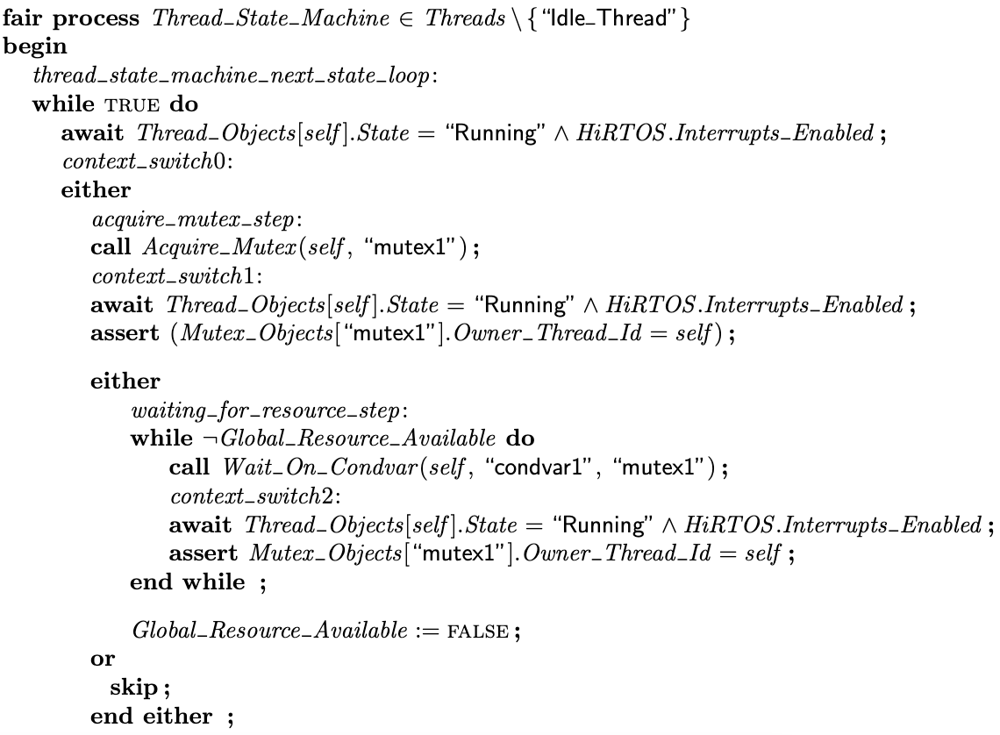 fair process Thread_State_Machine ∈ Threads \ { “Idle_Thread” }
begin
thread_state_machine_next_state_loop:
while TRUE do
await Thread_Objects[self].State = “Running” ∧ HiRTOS.Interrupts_Enabled ;
context_switch0:
either
acquire_mutex_step:
call Acquire_Mutex(self, “mutex1”) ;
context_switch1:
await Thread_Objects[self].State = “Running” ∧ HiRTOS.Interrupts_Enabled ;
assert (Mutex_Objects[“mutex1”].Owner_Thread_Id = self) ;
either
waiting_for_resource_step:
while ¬Global_Resource_Available do
call Wait_On_Condvar(self, “condvar1”, “mutex1”) ;
context_switch2:
await Thread_Objects[self].State = “Running” ∧ HiRTOS.Interrupts_Enabled ;
assert Mutex_Objects[“mutex1”].Owner_Thread_Id = self ;
end while ;
Global_Resource_Available := FALSE ;
or
skip ;
end either ;